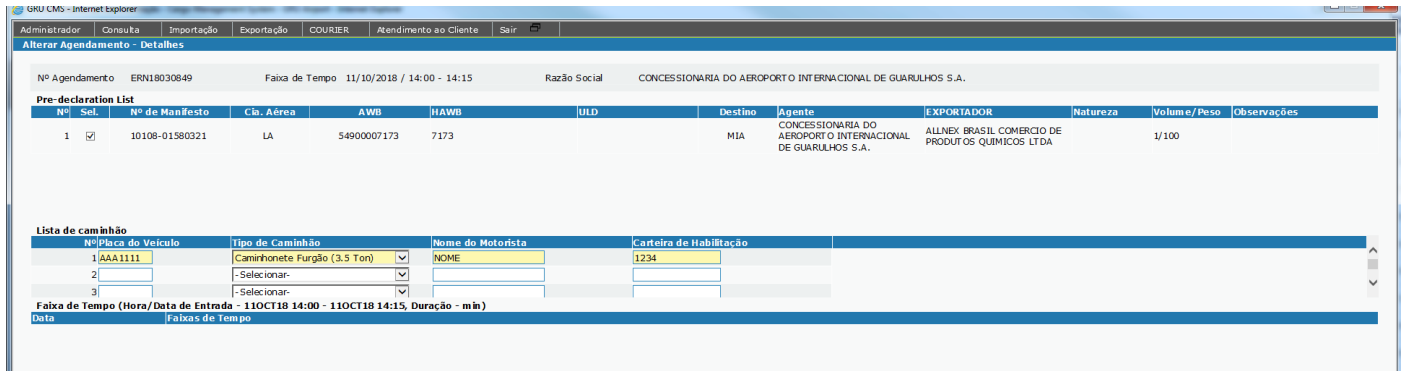 GRU CMS - Internet Explorer
Administrador Consulta Importação Exportação COURIER Atendimento ao Cliente Sair
Alterar Agendamento - Detalhes
Nº Agendamento ERN18030849 Faixa de Tempo 11/10/2018 / 14:00 - 14:15 Razão Social CONCESSIONARIA DO AEROPORTO INTERNACIONAL DE GUARULHOS S.A.
Pre-declaration List
Nº Sel. Nº de Manifesto Cia. Aérea AWB HAWB ULD Destino Agente EXPORTADOR Natureza Volume/Peso Observações
1 10108-01580321 LA 54900007173 7173 MIA CONCESSIONARIA DO AEROPORTO INTERNACIONAL DE GUARULHOS S.A. ALLNEX BRASIL COMERCIO DE PRODUTOS QUIMICOS LTDA 1/100
Lista de caminhão
Nº Placa do Veículo Tipo de Caminhão Nome do Motorista Carteira de Habilitação
1 AAA1111 Caminhonete Furgão (3.5 Ton) NOME 1234
2 -Selecionar-
3 -Selecionar-
Faixa de Tempo (Hora/Data de Entrada - 11OCT18 14:00 - 11OCT18 14:15, Duração - min)
Data Faixas de Tempo